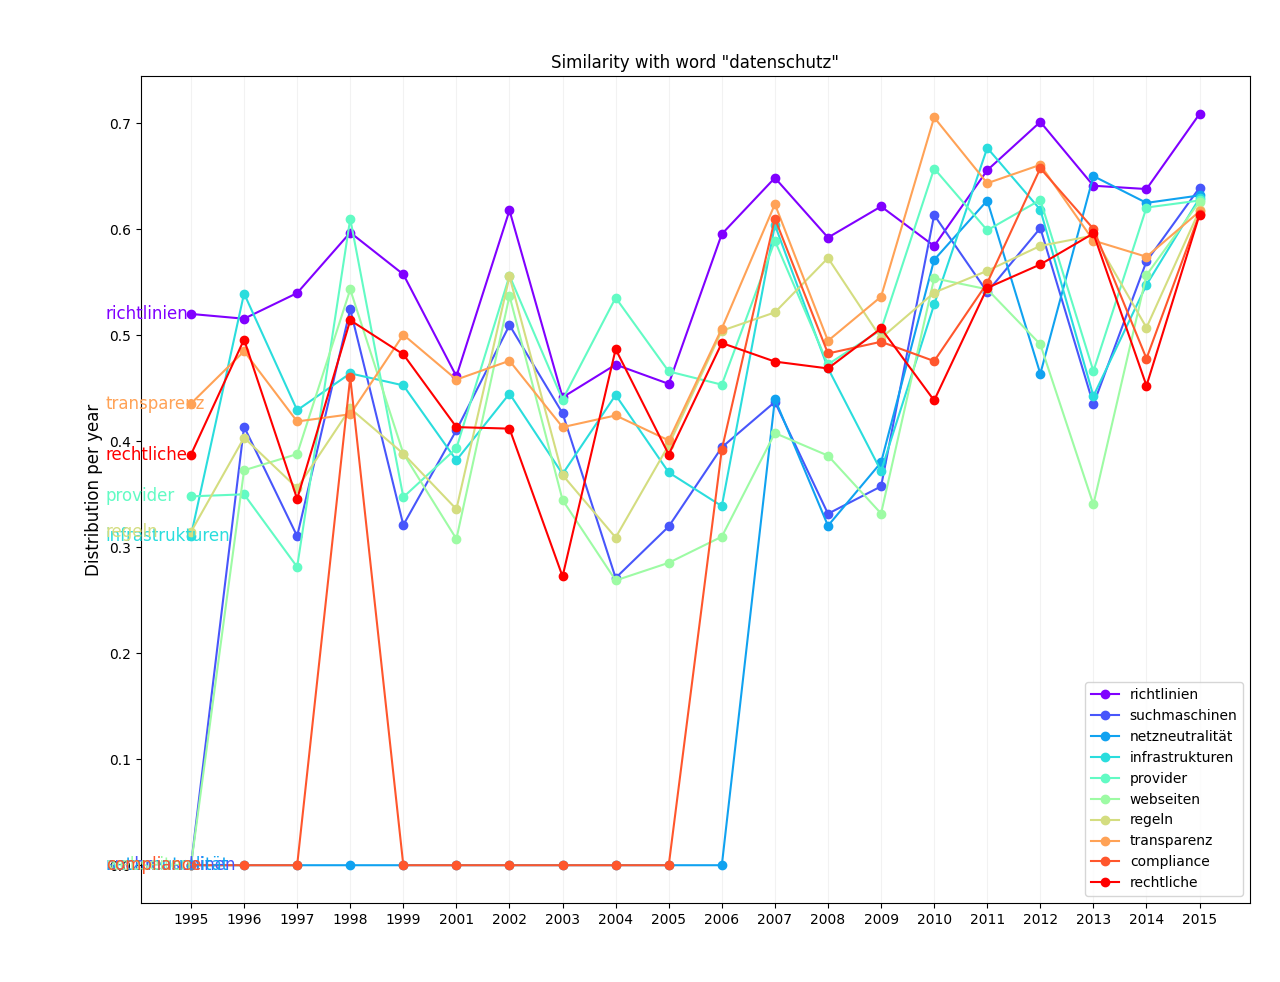 Similarity with word "datenschutz"
Distribution per year
0.7
0.6
0.5
0.4
0.3
0.2
0.1
richtlinien
transparenz
rechtliche
provider
regeln
infrastrukturen
1995 1996 1997 1998 1999 2001 2002 2003 2004 2005 2006 2007 2008 2009 2010 2011 2012 2013 2014 2015
richtlinien
suchmaschinen
netzneutralität
infrastrukturen
provider
webseiten
regeln
transparenz
compliance
rechtliche